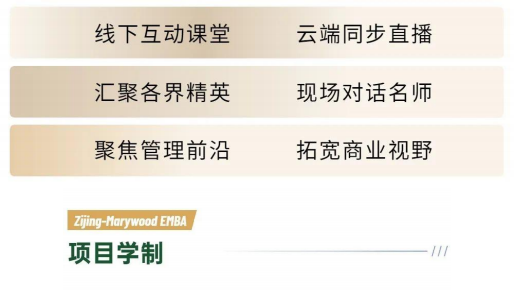 线下互动课堂 云端同步直播
汇聚各界精英 现场对话名师
聚焦管理前沿 拓宽商业视野
Zijing-Marywood EMBA
项目学制